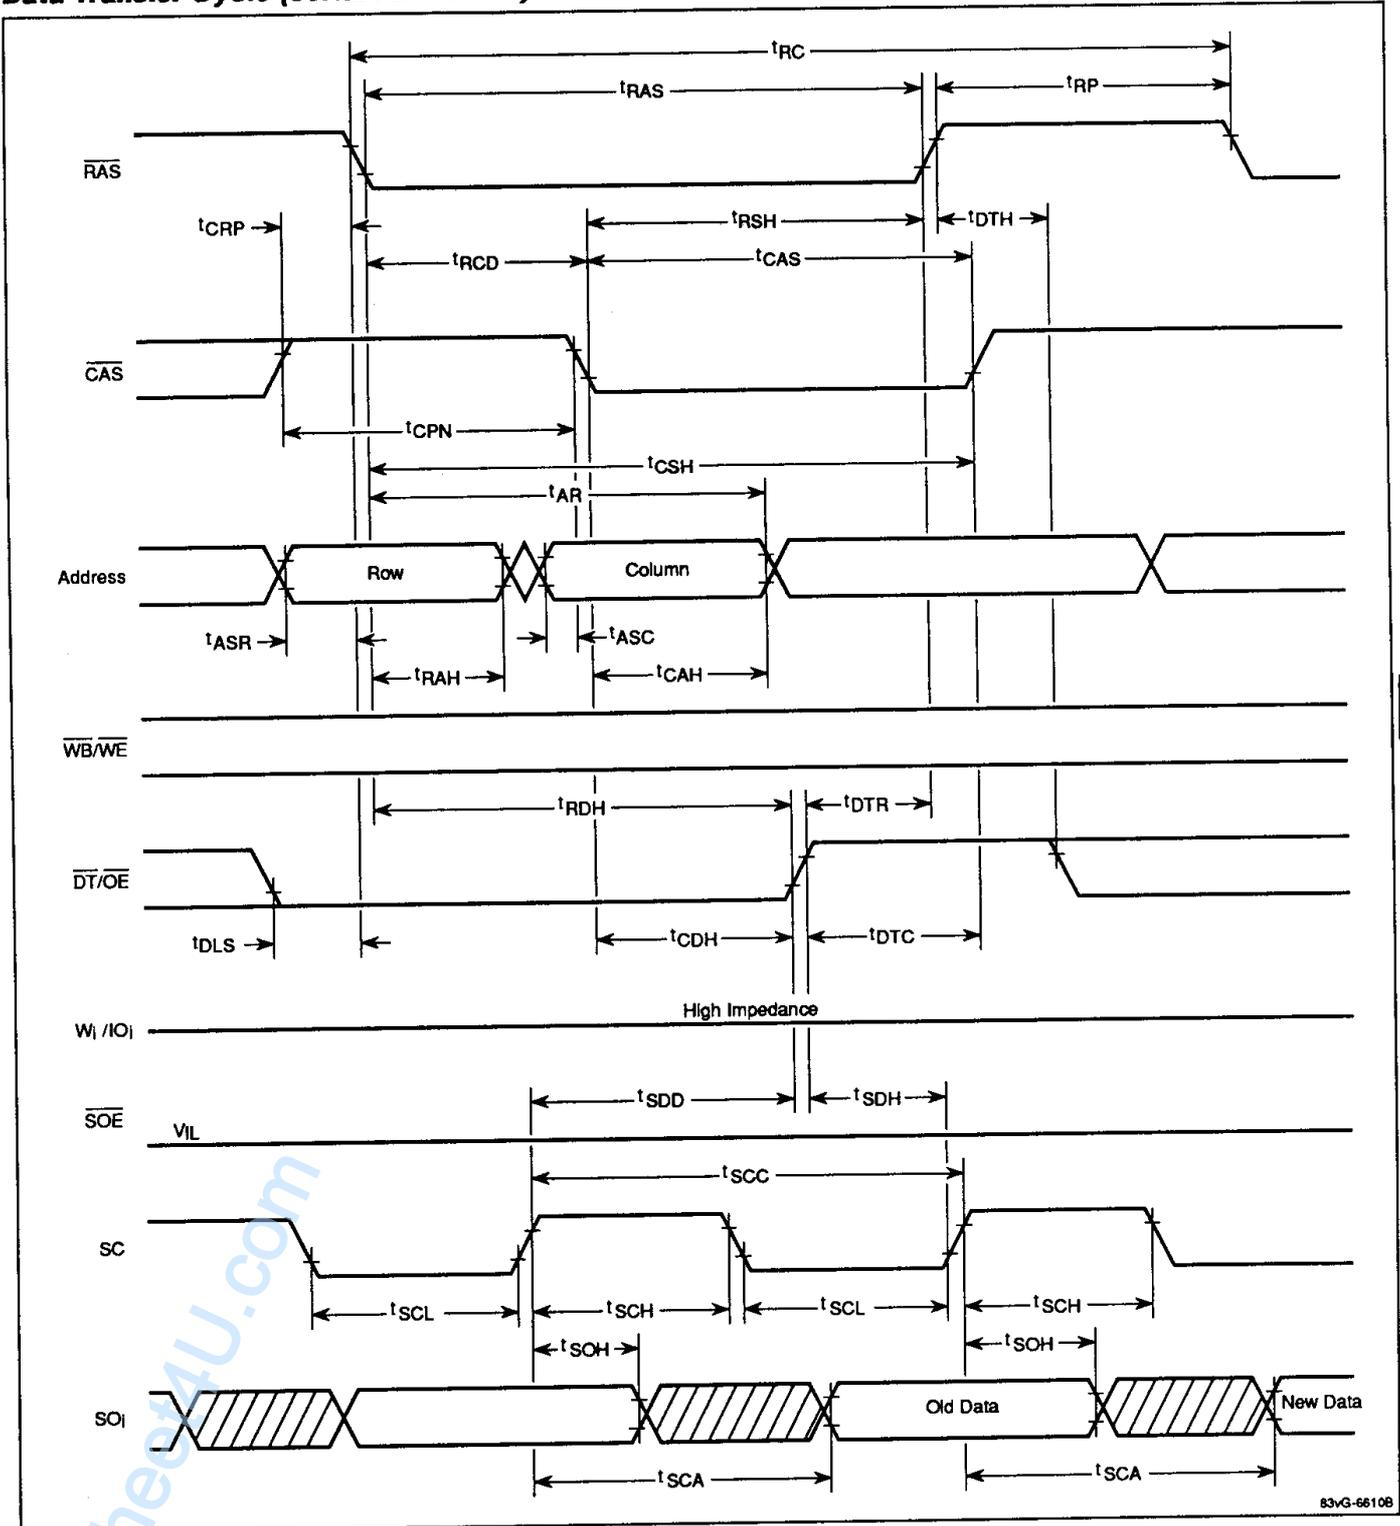 tRC
tRAS
tRP
RAS
tCRP
tRSH
tDTH
tRCD
tCAS
CAS
tCPN
tCSH
tAR
Address
Row
Column
tASR
tASC
tRAH
tCAH
WB/WE
tRDH
tDTR
DT/OE
tDLS
tCDH
tDTC
High Impedance
Wi /IOi
tSDD
tSDH
SOE
VIL
tSCC
SC
tSCL
tSCH
tSCL
tSCH
tSOH
tSOH
SOi
Old Data
New Data
tSCA
tSCA
83vG-6610B
heet4U.com